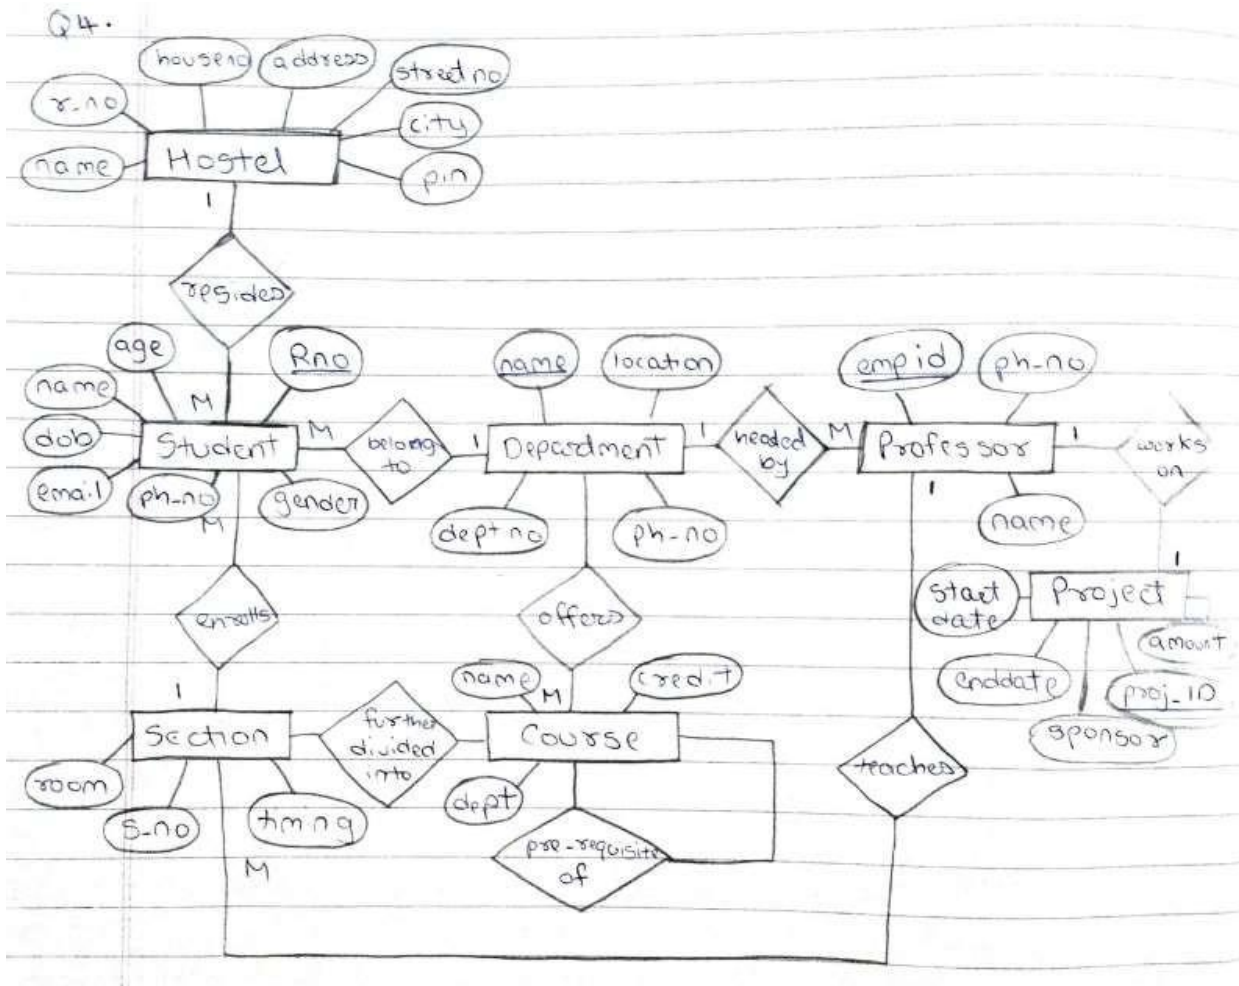 Q4.
houseno address streetno
r_no city
name Hostel pin
1
resides
age Rno name location empid ph-no
name M
dob Student M belong to 1 Department 1 headed by M Professor 1 works on
email ph-no gender dept no ph-no 1 name
M
1
enrolls offers start date Project
amount
name M credit enddate proj_ID
1 sponsor
Section further divided into Course
room teaches
S-no timing dept
M pre-requisite of